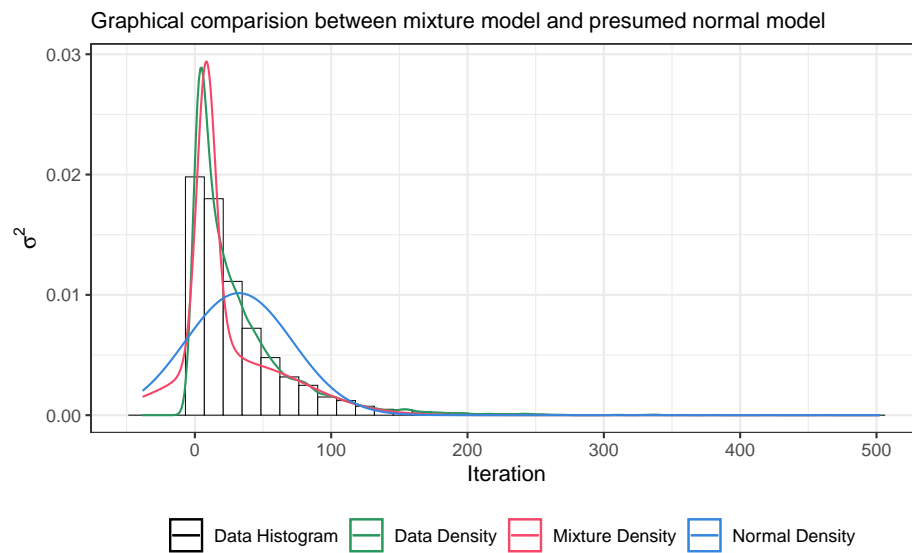 Graphical comparision between mixture model and presumed normal model
0.03
0.02
0.01
0.00
σ²
0 100 200 300 400 500
Iteration
Data Histogram Data Density Mixture Density Normal Density